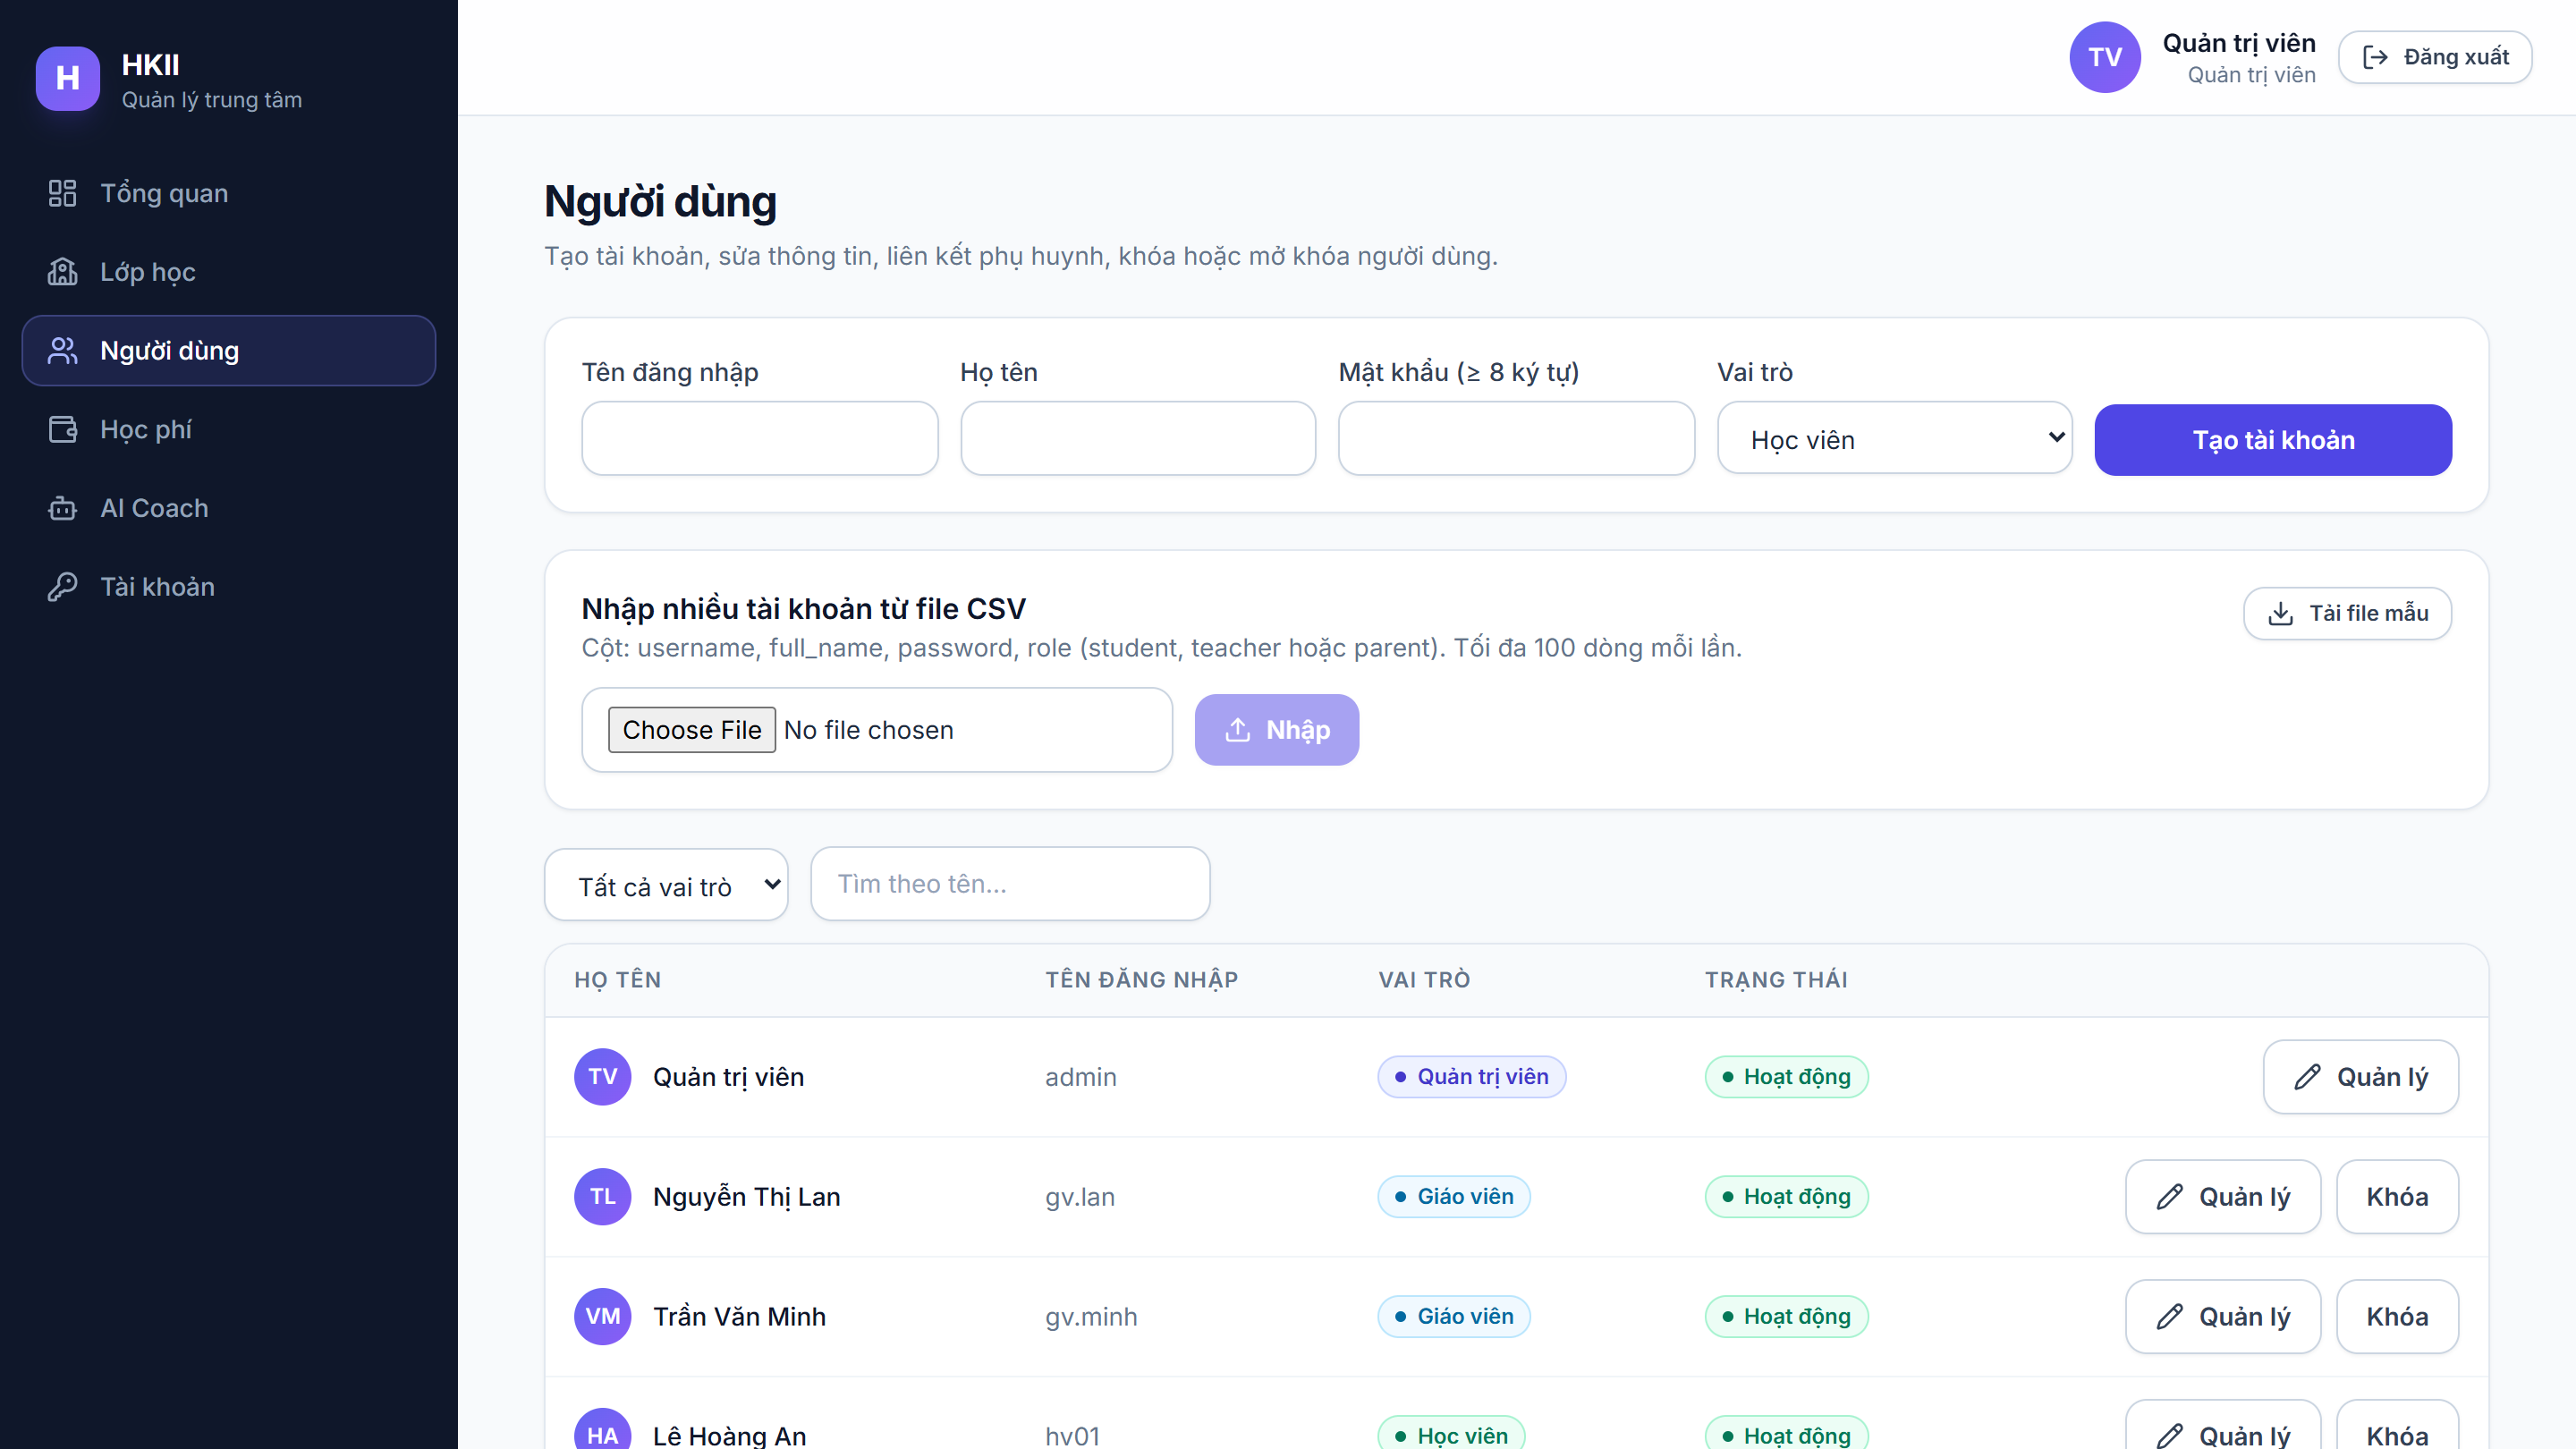 H
HKII
Quản lý trung tâm
Tổng quan
Lớp học
Người dùng
Học phí
AI Coach
Tài khoản
TV
Quản trị viên
Quản trị viên
Đăng xuất
Người dùng
Tạo tài khoản, sửa thông tin, liên kết phụ huynh, khóa hoặc mở khóa người dùng.
Tên đăng nhập
Họ tên
Mật khẩu (≥ 8 ký tự)
Vai trò
Học viên
Tạo tài khoản
Nhập nhiều tài khoản từ file CSV
Cột: username, full_name, password, role (student, teacher hoặc parent). Tối đa 100 dòng mỗi lần.
Tải file mẫu
Choose File No file chosen
Nhập
Tất cả vai trò
Tìm theo tên...
HỌ TÊN TÊN ĐĂNG NHẬP VAI TRÒ TRẠNG THÁI
TV Quản trị viên admin Quản trị viên Hoạt động Quản lý
TL Nguyễn Thị Lan gv.lan Giáo viên Hoạt động Quản lý Khóa
VM Trần Văn Minh gv.minh Giáo viên Hoạt động Quản lý Khóa
HA Lê Hoàng An hv01 Học viên Hoạt động Quản lý Khóa